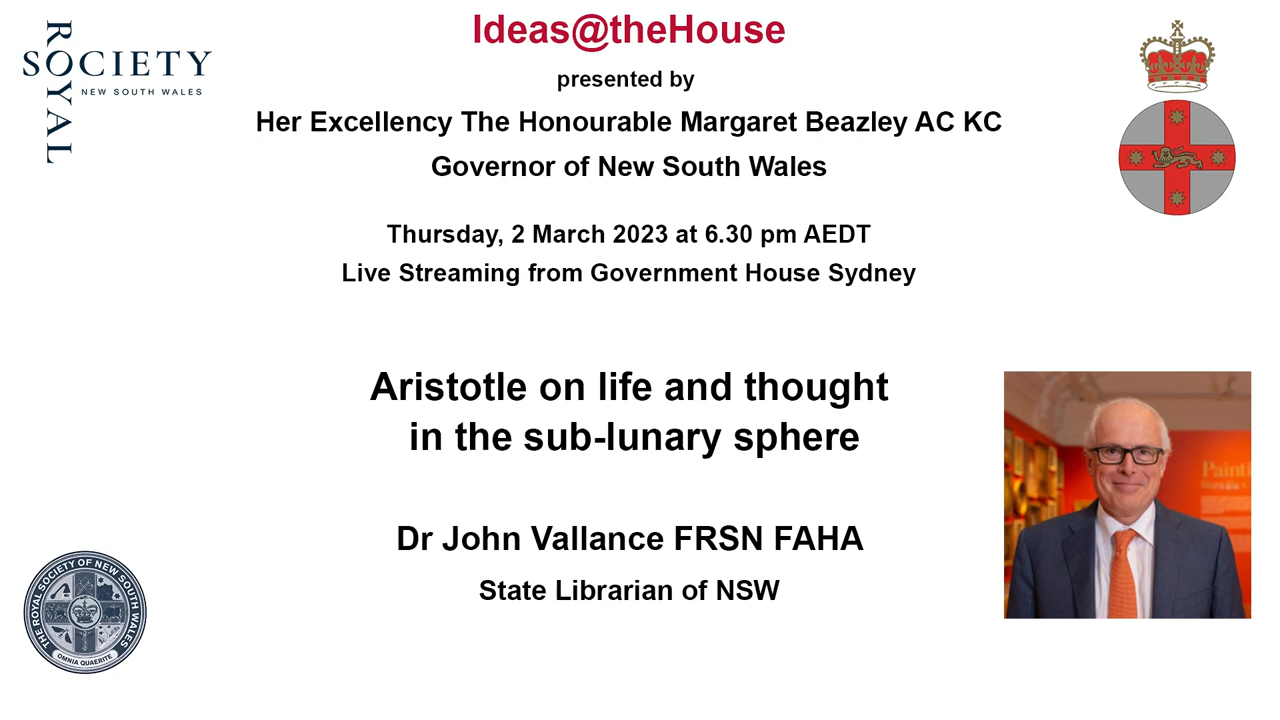 ROYAL
SOCIETY
NEW SOUTH WALES
Ideas@theHouse
presented by
Her Excellency The Honourable Margaret Beazley AC KC
Governor of New South Wales
Thursday, 2 March 2023 at 6.30 pm AEDT
Live Streaming from Government House Sydney
Aristotle on life and thought
in the sub-lunary sphere
Painti
Dr John Vallance FRSN FAHA
State Librarian of NSW
THE ROYAL SOCIETY OF NEW SOUTH WALES
OMNIA QUAERITE